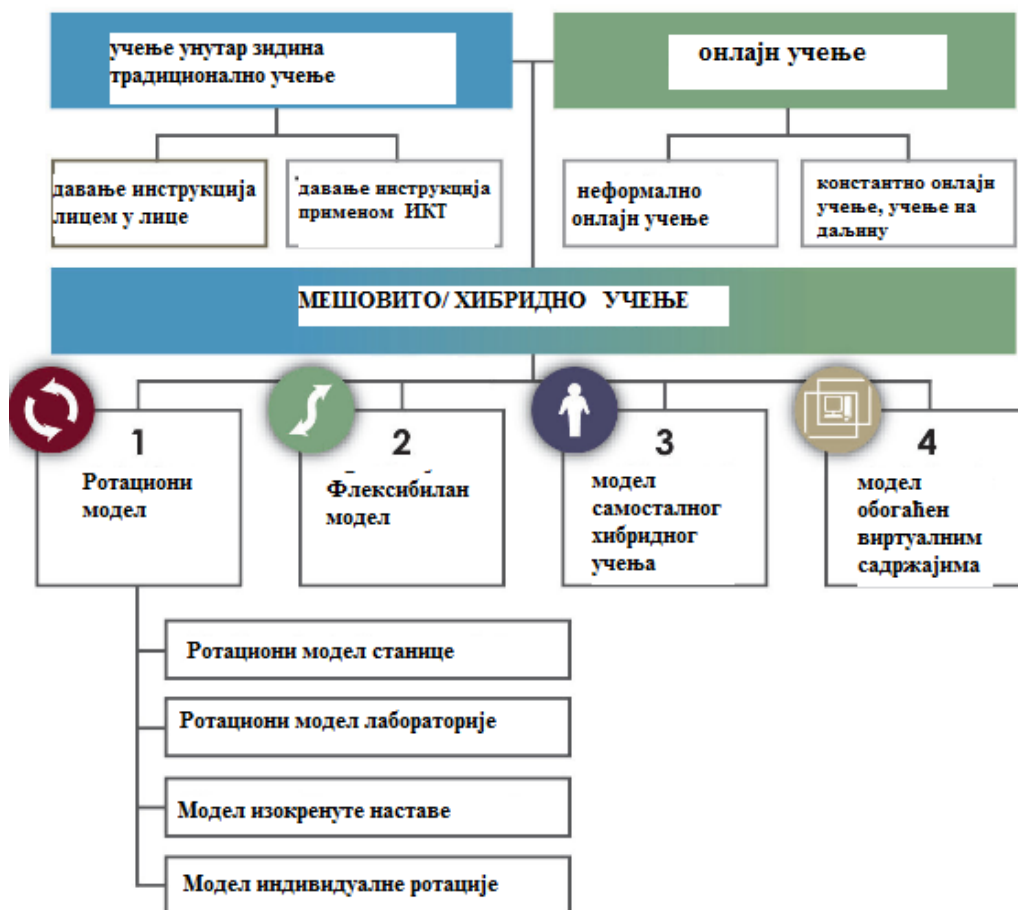 учење унутар зидина
традиционално учење
онлајн учење
давање инструкција
лицем у лице
давање инструкција
применом ИКТ
неформално
онлајн учење
константно онлајн
учење, учење на
даљину
МЕШОВИТО/ ХИБРИДНО УЧЕЊЕ
1
Ротациони
модел
2
Флексибилан
модел
3
модел
самосталног
хибридног
учења
4
модел
обогаћен
виртуалним
садржајима
Ротациони модел станице
Ротациони модел лабораторије
Модел изокренуте наставе
Модел индивидуалне ротације